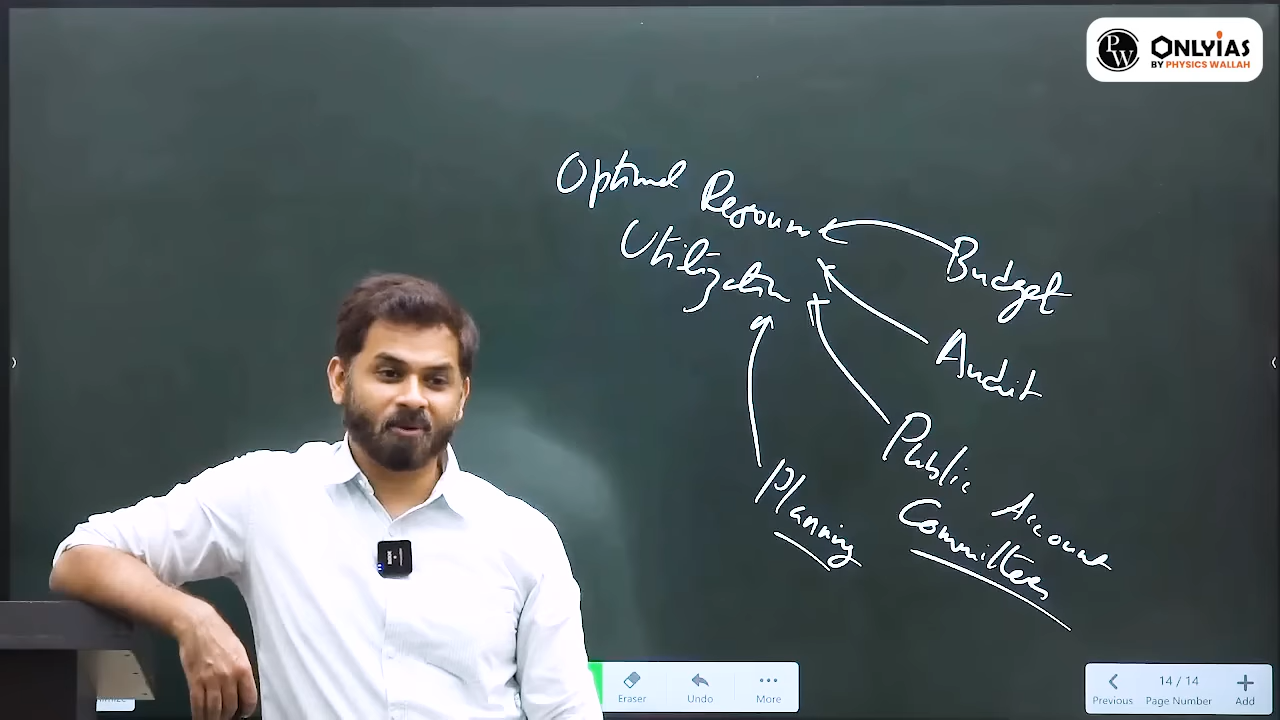 PW ONLYIAS
BY PHYSICS WALLAH
Optimal Resource
Utilization
Budget
Audit
Public Account
Committee
Planning
Eraser
Undo
More
Previous
14 / 14
Page Number
Add